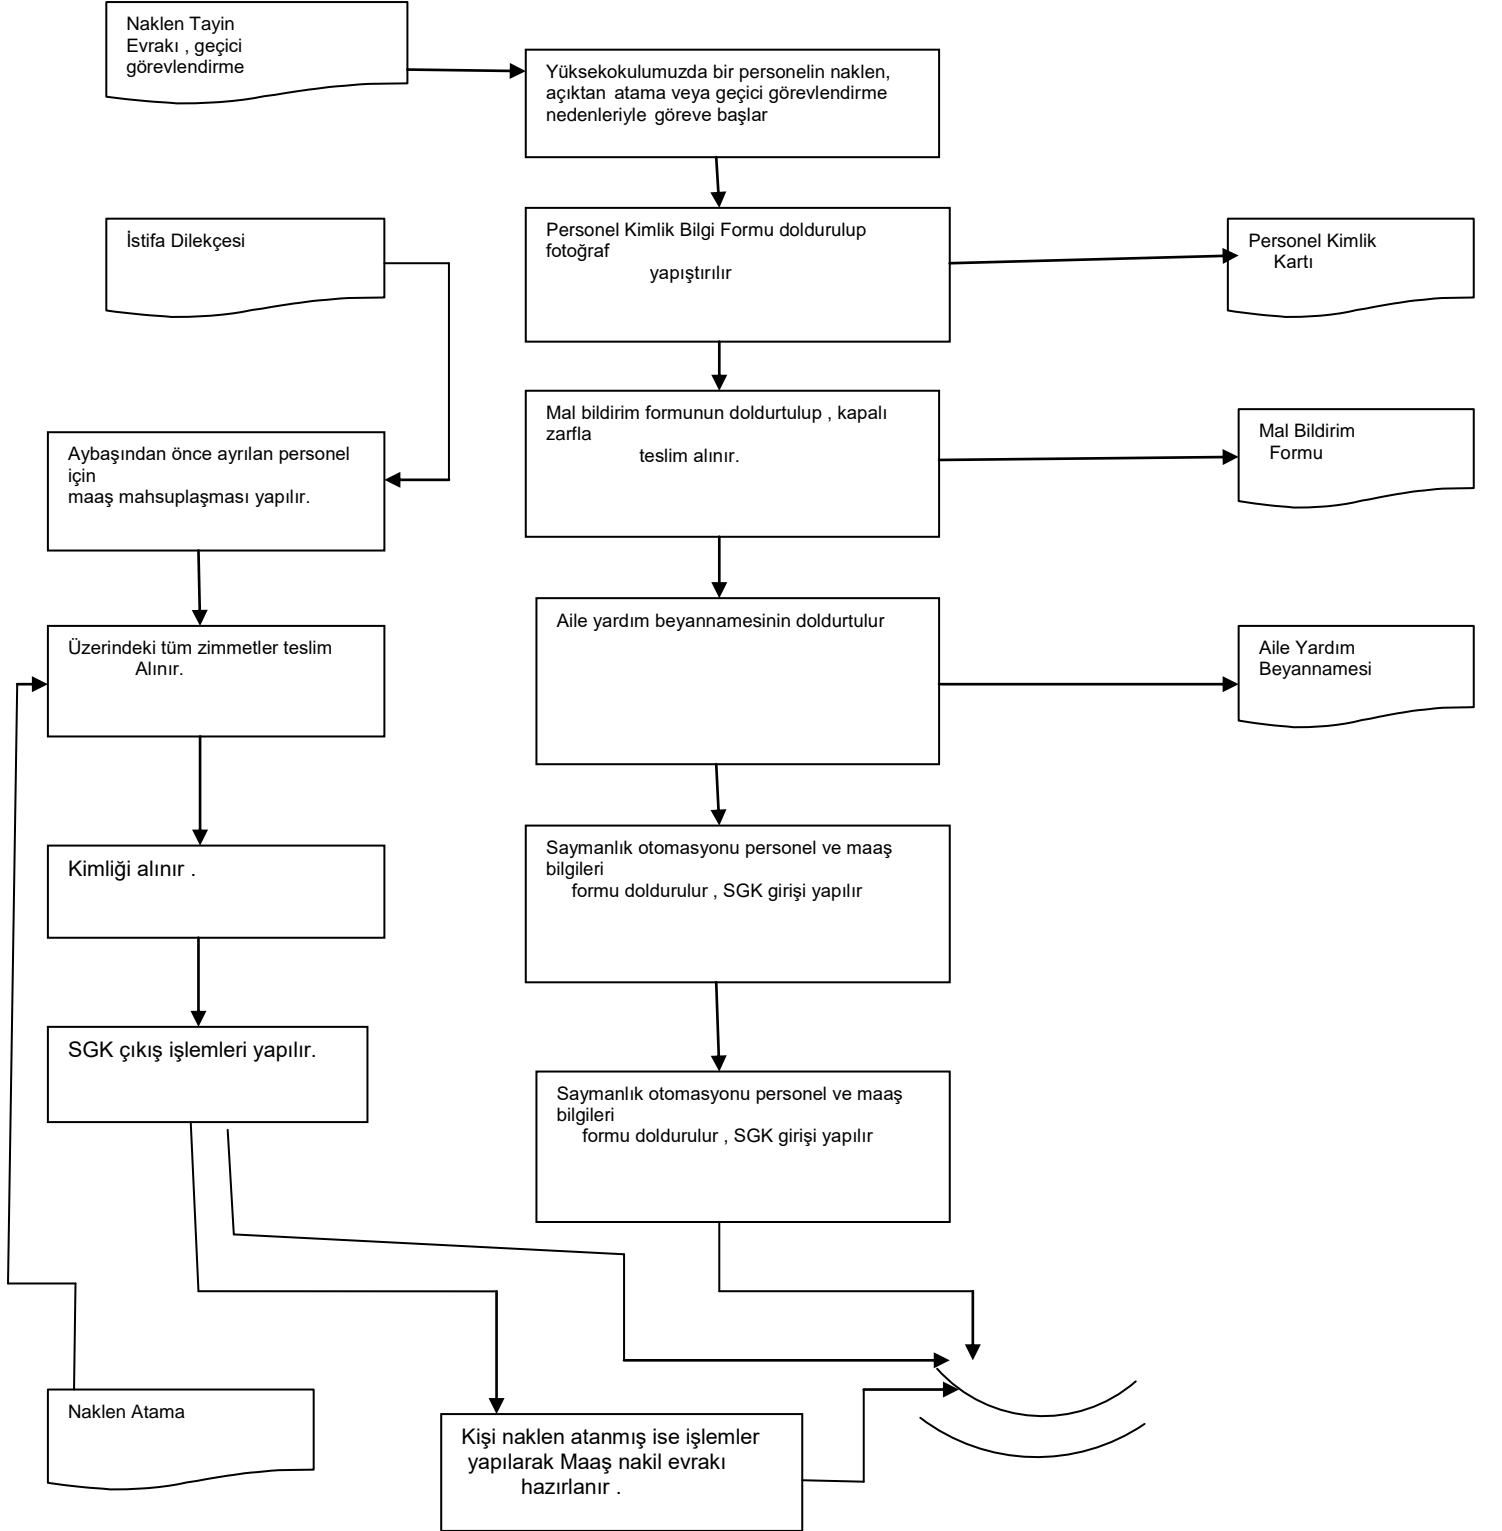 Naklen Tayin
Evrakı , geçici
görevlendirme
Yüksekokulumuzda bir personelin naklen,
açıktan atama veya geçici görevlendirme
nedenleriyle göreve başlar
İstifa Dilekçesi
Personel Kimlik Bilgi Formu doldurulup
fotoğraf
yapıştırılır
Personel Kimlik
Kartı
Mal bildirim formunun doldurtulup , kapalı
zarfla
teslim alınır.
Mal Bildirim
Formu
Aybaşından önce ayrılan personel
için
maaş mahsuplaşması yapılır.
Aile yardım beyannamesinin doldurtulur
Aile Yardım
Beyannamesi
Üzerindeki tüm zimmetler teslim
Alınır.
Kimliği alınır .
Saymanlık otomasyonu personel ve maaş
bilgileri
formu doldurulur , SGK girişi yapılır
SGK çıkış işlemleri yapılır.
Saymanlık otomasyonu personel ve maaş
bilgileri
formu doldurulur , SGK girişi yapılır
Naklen Atama
Kişi naklen atanmış ise işlemler
yapılarak Maaş nakil evrakı
hazırlanır .